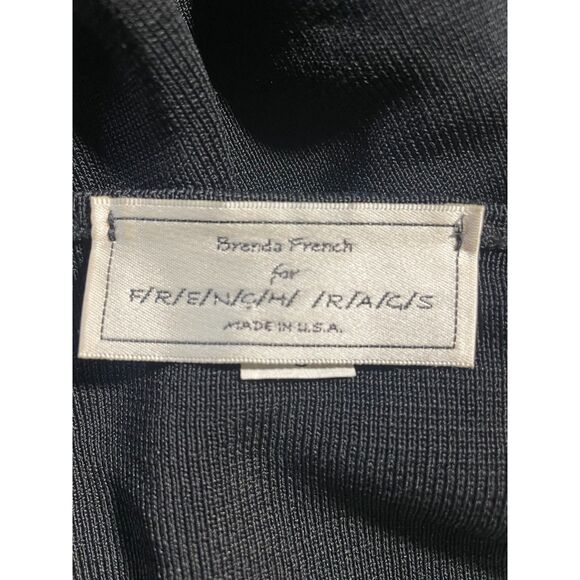 Brenda French
for
F/R/E/N/C/H/ /R/A/G/S
MADE IN U.S.A.